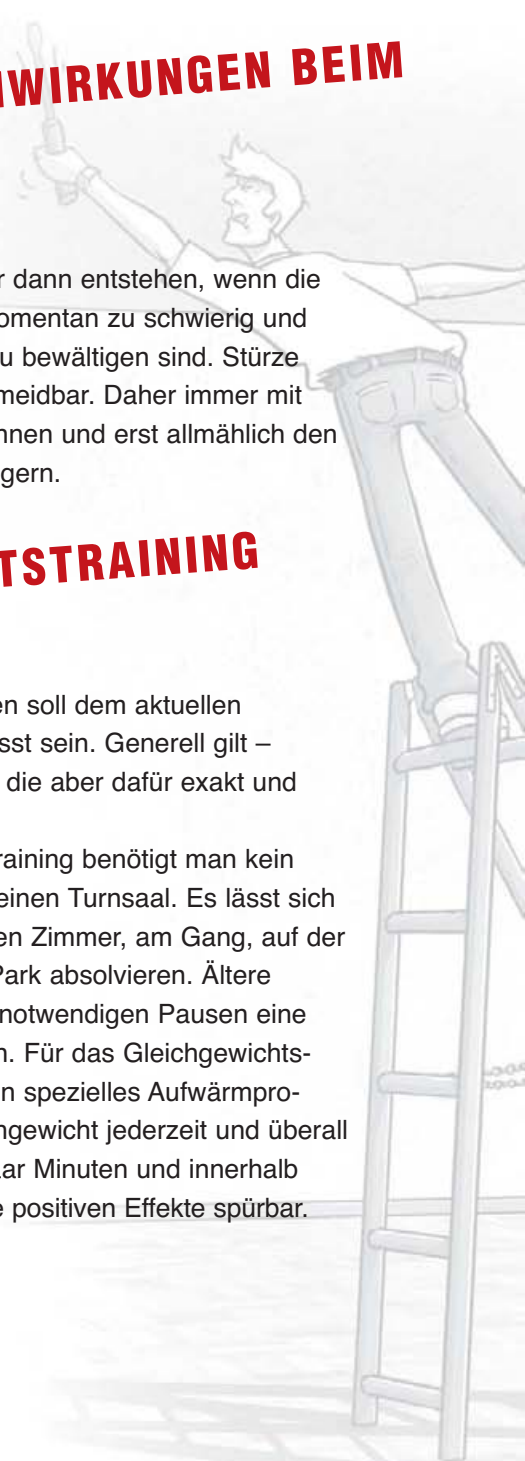 WIRKUNGEN BEIM
dann entstehen, wenn die
omentan zu schwierig und
u bewältigen sind. Stürze
meidbar. Daher immer mit
nnen und erst allmählich den
gern.
TSTRAINING
en soll dem aktuellen
sst sein. Generell gilt –
die aber dafür exakt und
raining benötigt man kein
einen Turnsaal. Es lässt sich
en Zimmer, am Gang, auf der
Park absolvieren. Ältere
notwendigen Pausen eine
n. Für das Gleichgewichts-
n spezielles Aufwärmpro-
ngewicht jederzeit und überall
ar Minuten und innerhalb
e positiven Effekte spürbar.